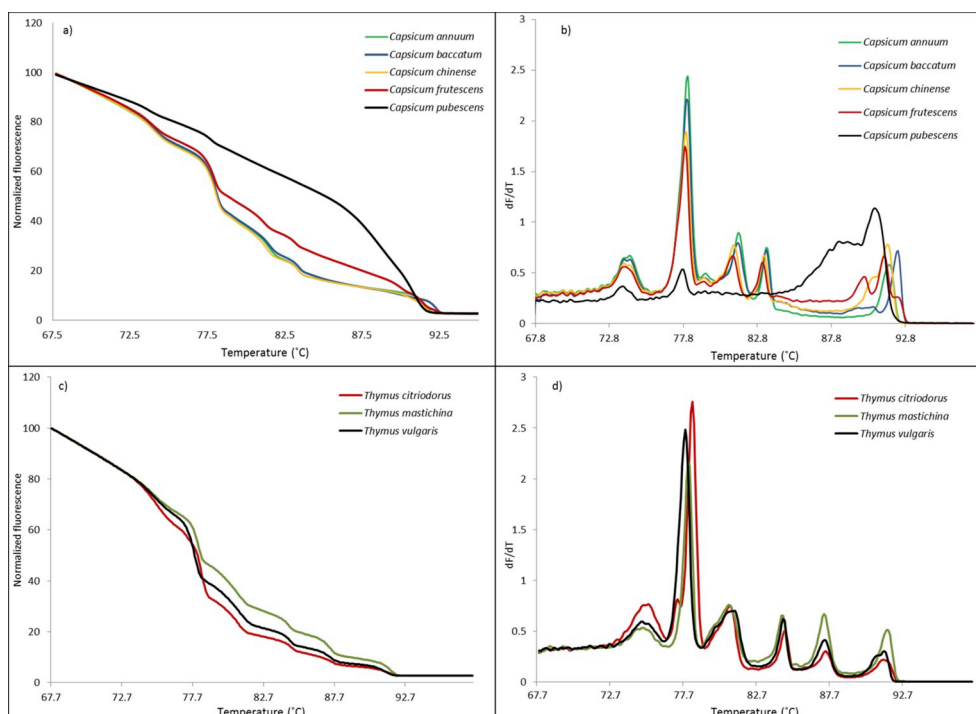 a)
120
100
80
60
40
20
0
Normalized fluorescence
67.5 72.5 77.5 82.5 87.5 92.5
Temperature (˚C)
Capsicum annuum
Capsicum baccatum
Capsicum chinense
Capsicum frutescens
Capsicum pubescens
b)
3
2.5
2
1.5
1
0.5
0
dF/dT
67.8 72.8 77.8 82.8 87.8 92.8
Temperature (˚C)
Capsicum annuum
Capsicum baccatum
Capsicum chinense
Capsicum frutescens
Capsicum pubescens
c)
120
100
80
60
40
20
0
Normalized fluorescence
67.7 72.7 77.7 82.7 87.7 92.7
Temperature (˚C)
Thymus citriodorus
Thymus mastichina
Thymus vulgaris
d)
3
2.5
2
1.5
1
0.5
0
dF/dT
67.7 72.7 77.7 82.7 87.7 92.7
Temperature (˚C)
Thymus citriodorus
Thymus mastichina
Thymus vulgaris